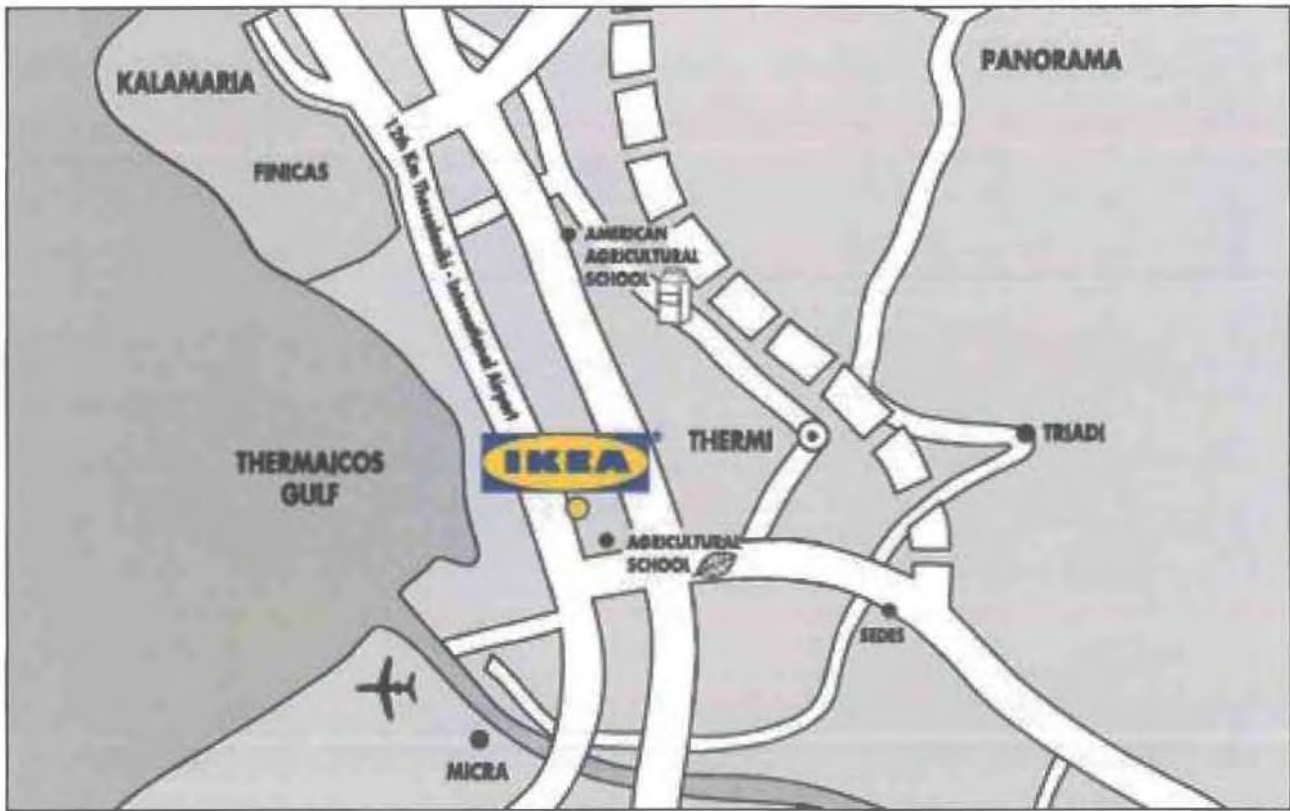 KALAMARIA
PANORAMA
FINICAS
12th Km Thessaloniki - International Airport
AMERICAN
AGRICULTURAL
SCHOOL
THERMAICOS
GULF
IKEA
THERMI
TRIADI
AGRICULTURAL
SCHOOL
SEDES
MICRA